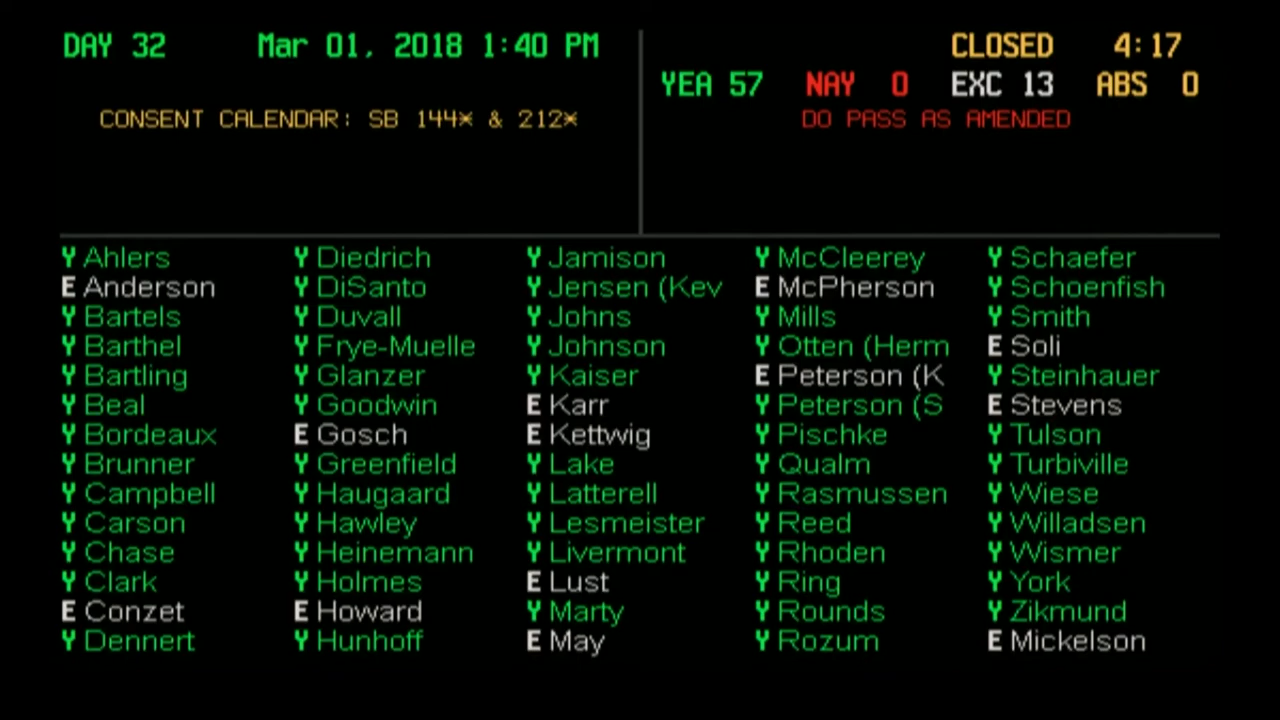 DAY 32 Mar 01, 2018 1:40 PM
CLOSED 4:17
YEA 57 NAY 0 EXC 13 ABS 0
CONSENT CALENDAR: SB 144* & 212*
DO PASS AS AMENDED
Y Ahlers Y Diedrich Y Jamison Y McCleerey Y Schaefer
E Anderson Y DiSanto Y Jensen (Kev E McPherson Y Schoenfish
Y Bartels Y Duvall Y Johns Y Mills Y Smith
Y Barthel Y Frye-Muelle Y Johnson Y Otten (Herm E Soli
Y Bartling Y Glanzer Y Kaiser E Peterson (K Y Steinhauer
Y Beal Y Goodwin E Karr Y Peterson (S E Stevens
Y Bordeaux E Gosch E Kettwig Y Pischke Y Tulson
Y Brunner Y Greenfield Y Lake Y Qualm Y Turbiville
Y Campbell Y Haugaard Y Latterell Y Rasmussen Y Wiese
Y Carson Y Hawley Y Lesmeister Y Reed Y Willadsen
Y Chase Y Heinemann Y Livermont Y Rhoden Y Wismer
Y Clark Y Holmes E Lust Y Ring Y York
E Conzet E Howard Y Marty Y Rounds Y Zikmund
Y Dennert Y Hunhoff E May Y Rozum E Mickelson